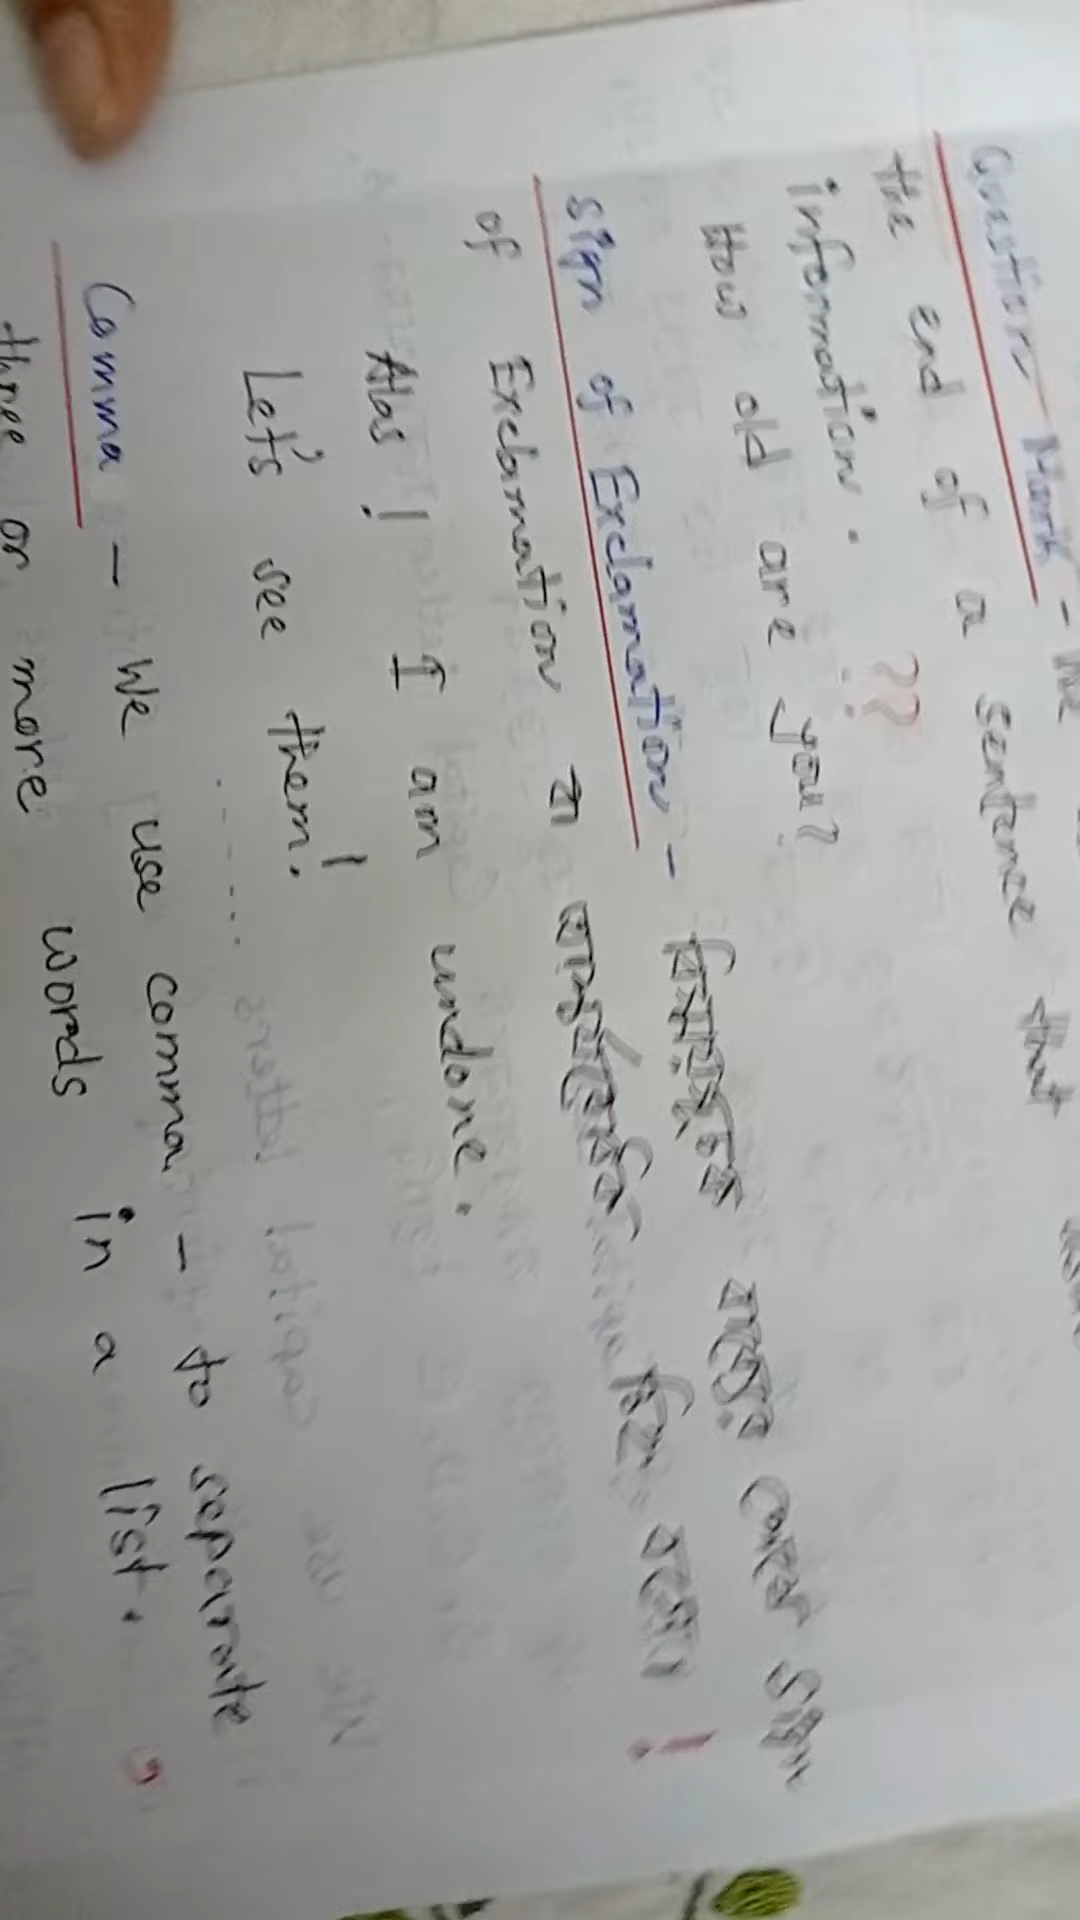 Question Mark - We
the end of a sentence that
information. ??
How old are you?
Sign of Exclamation - বিস্ময়সূচক বাক্যের শেষে sign
of Exclamation বা আশ্চর্যবোধক চিহ্ন বসে। !
Alas! I am undone.
Let's see them!
Comma - We use comma - to separate
three or more words in a list. ,